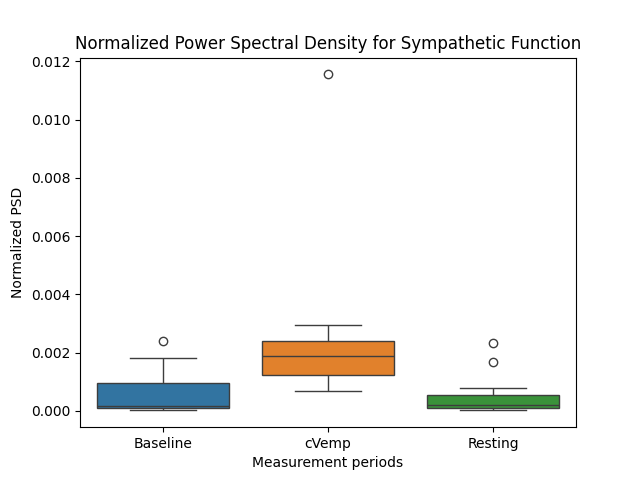 Normalized Power Spectral Density for Sympathetic Function
0.012
0.010
0.008
0.006
0.004
0.002
0.000
Normalized PSD
Baseline
cVemp
Resting
Measurement periods